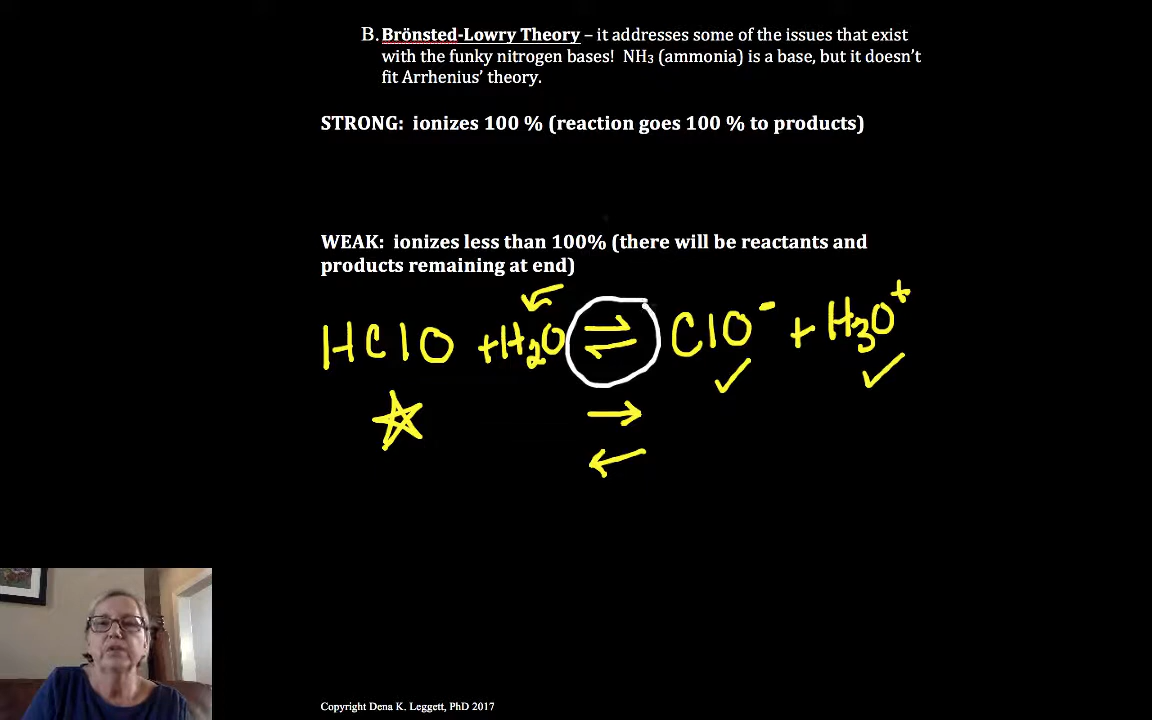 B. Brönsted-Lowry Theory – it addresses some of the issues that exist
with the funky nitrogen bases!  NH₃ (ammonia) is a base, but it doesn't
fit Arrhenius' theory.
STRONG:  ionizes 100 % (reaction goes 100 % to products)
WEAK:  ionizes less than 100% (there will be reactants and
products remaining at end)
HClO + H₂O ⇌ ClO⁻ + H₃O⁺
Copyright Dena K. Leggett, PhD 2017